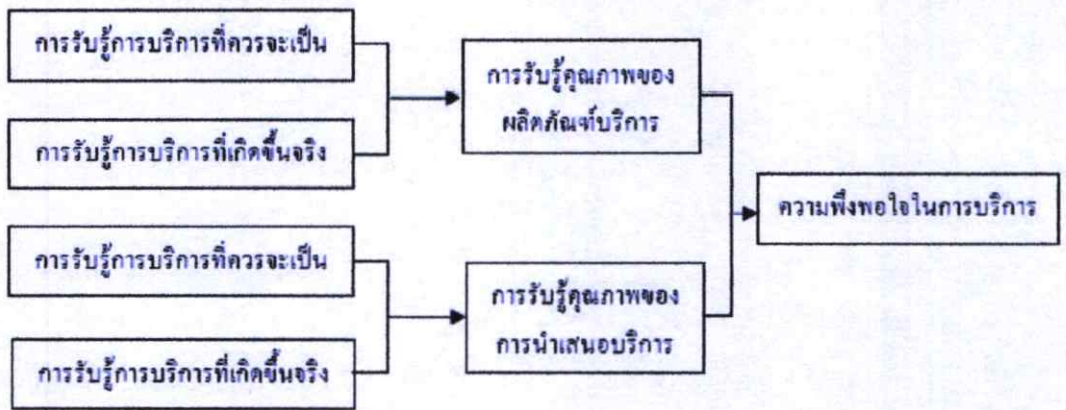 การรับรู้การบริการที่ควรจะเป็น
การรับรู้การบริการที่เกิดขึ้นจริง
การรับรู้คุณภาพของ
ผลิตภัณฑ์บริการ
การรับรู้การบริการที่ควรจะเป็น
การรับรู้การบริการที่เกิดขึ้นจริง
การรับรู้คุณภาพของ
การนำเสนอบริการ
ความพึงพอใจในการบริการ